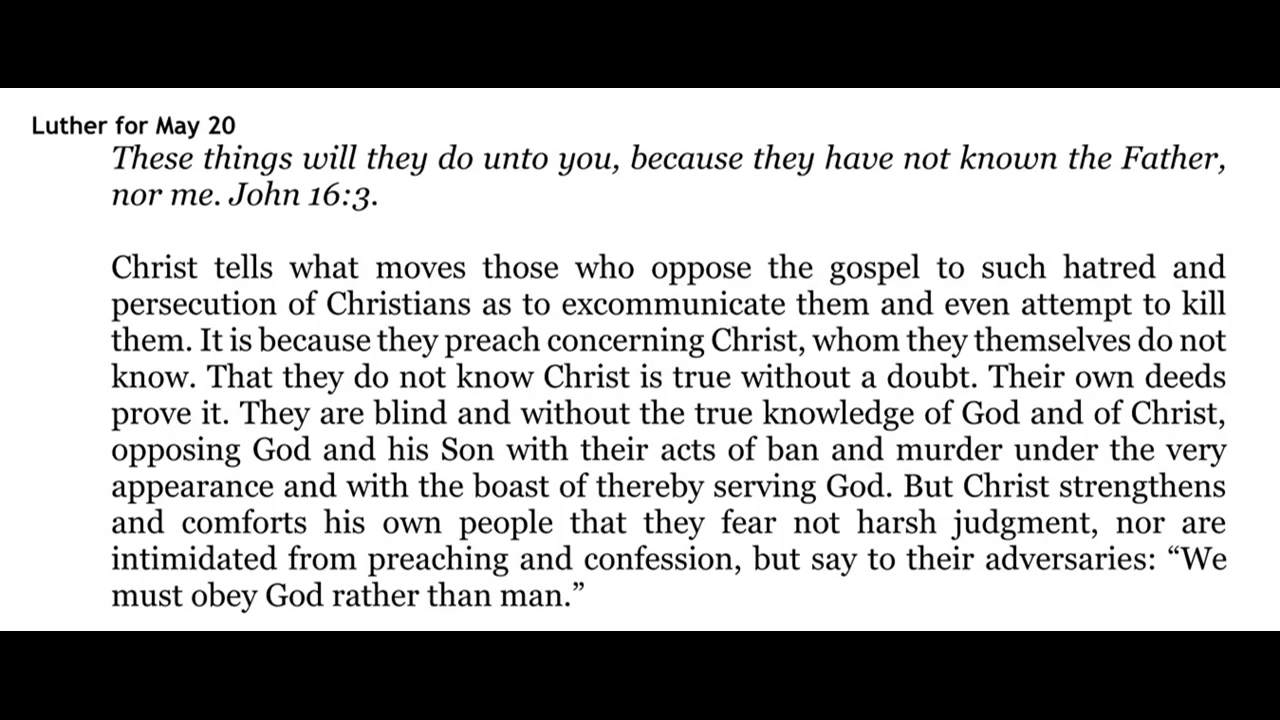 Luther for May 20
These things will they do unto you, because they have not known the Father,
nor me. John 16:3.
Christ tells what moves those who oppose the gospel to such hatred and
persecution of Christians as to excommunicate them and even attempt to kill
them. It is because they preach concerning Christ, whom they themselves do not
know. That they do not know Christ is true without a doubt. Their own deeds
prove it. They are blind and without the true knowledge of God and of Christ,
opposing God and his Son with their acts of ban and murder under the very
appearance and with the boast of thereby serving God. But Christ strengthens
and comforts his own people that they fear not harsh judgment, nor are
intimidated from preaching and confession, but say to their adversaries: “We
must obey God rather than man.”